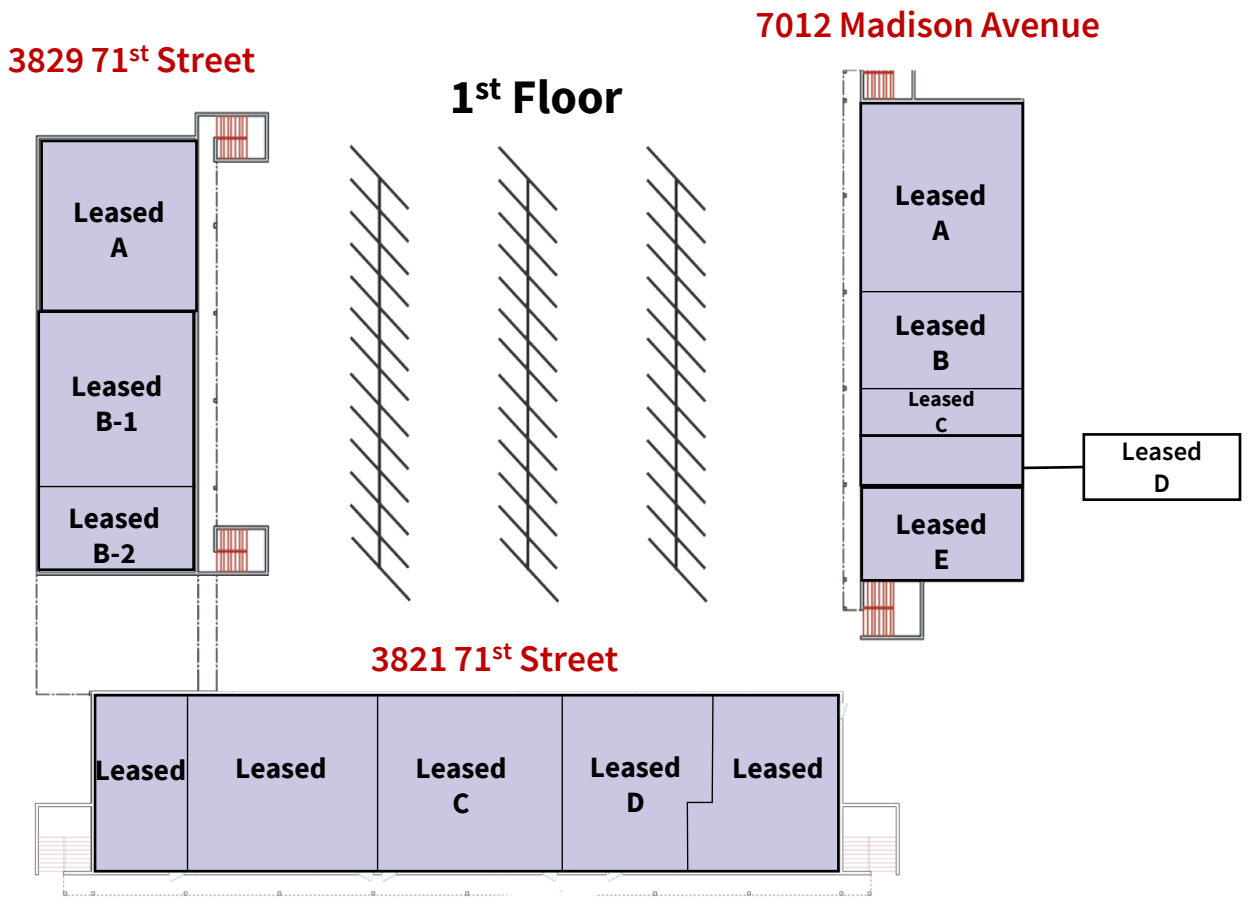 7012 Madison Avenue
3829 71st Street
1st Floor
Leased
A
Leased
B-1
Leased
B-2
Leased
A
Leased
B
Leased
C
Leased
D
Leased
E
3821 71st Street
Leased
Leased
Leased
C
Leased
D
Leased